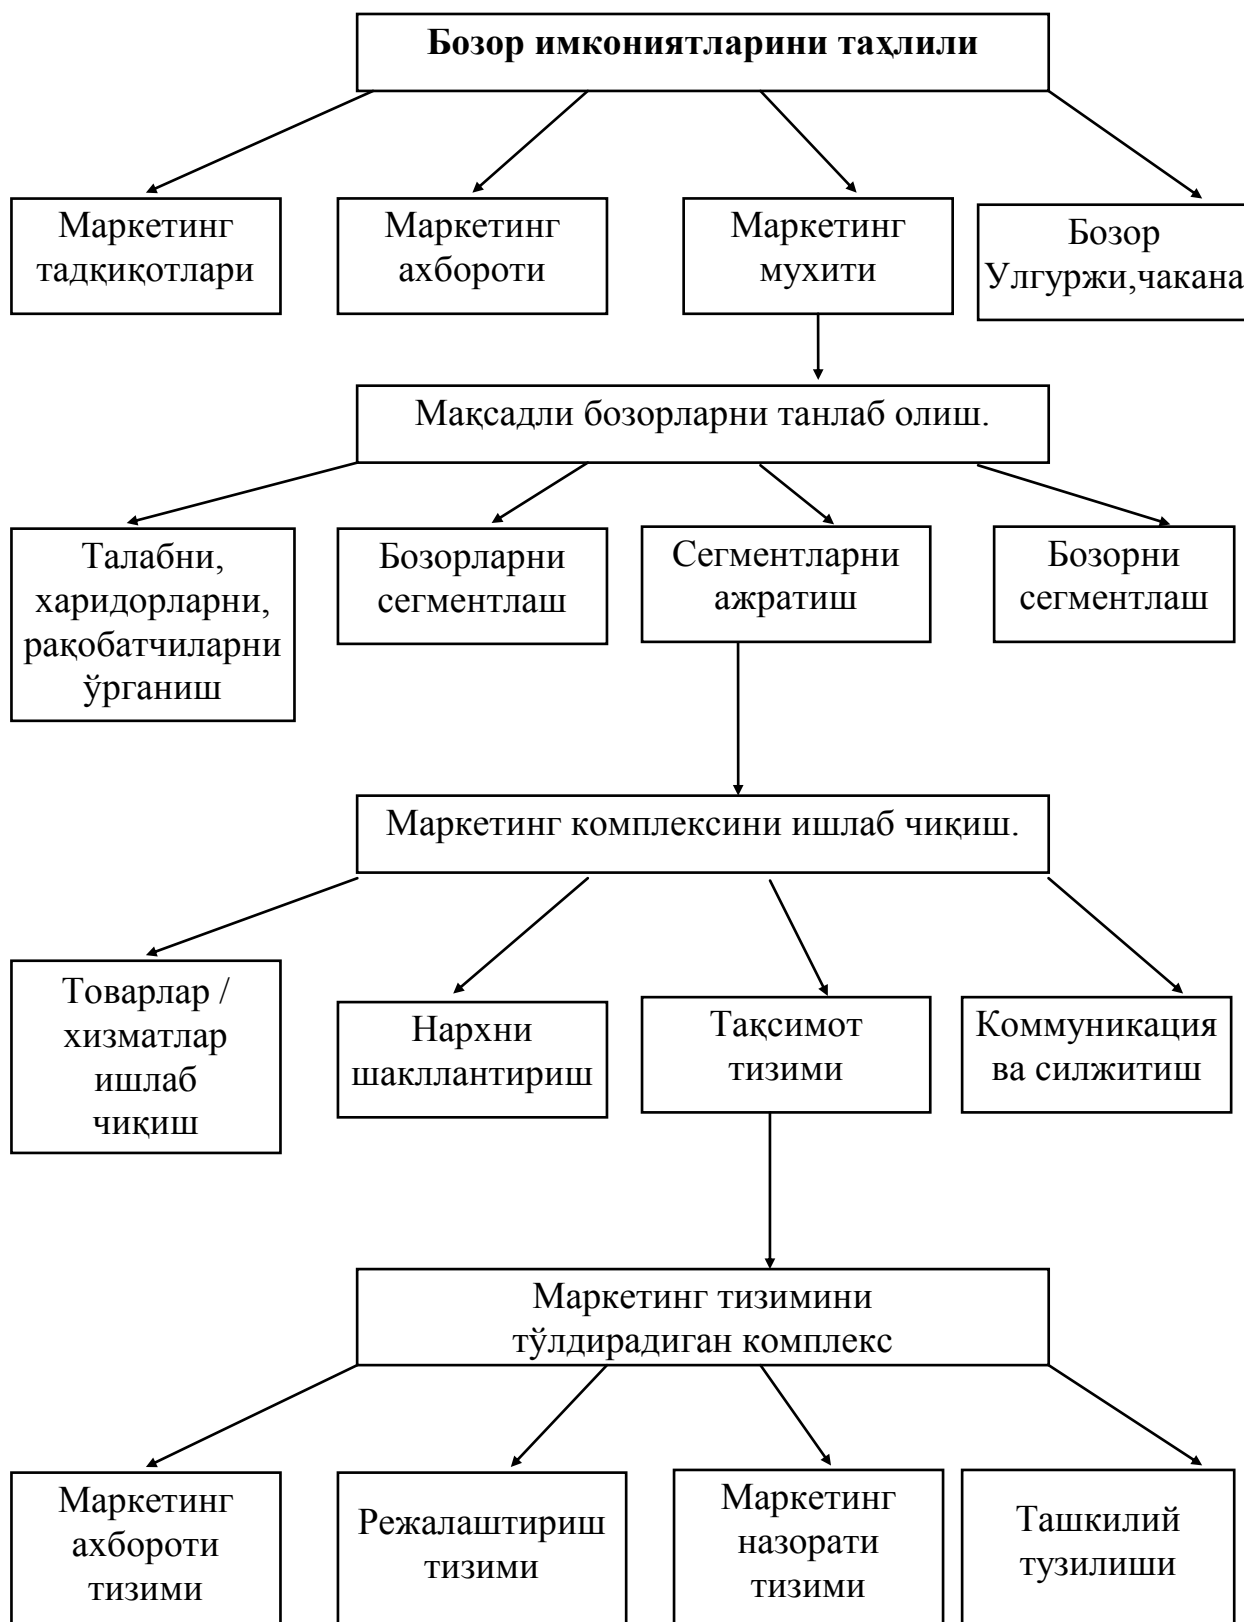 Бозор имкониятларини таҳлили
Маркетинг
тадқиқотлари
Маркетинг
ахбороти
Маркетинг
мухити
Бозор
Улгуржи,чакана
Мақсадли бозорларни танлаб олиш.
Талабни,
харидорларни,
рақобатчиларни
ўрганиш
Бозорларни
сегментлаш
Сегментларни
ажратиш
Бозорни
сегментлаш
Маркетинг комплексини ишлаб чиқиш.
Товарлар /
хизматлар
ишлаб
чиқиш
Нархни
шакллантириш
Тақсимот
тизими
Коммуникация
ва силжитиш
Маркетинг тизимини
тўлдирадиган комплекс
Маркетинг
ахбороти
тизими
Режалаштириш
тизими
Маркетинг
назорати
тизими
Ташкилий
тузилиши